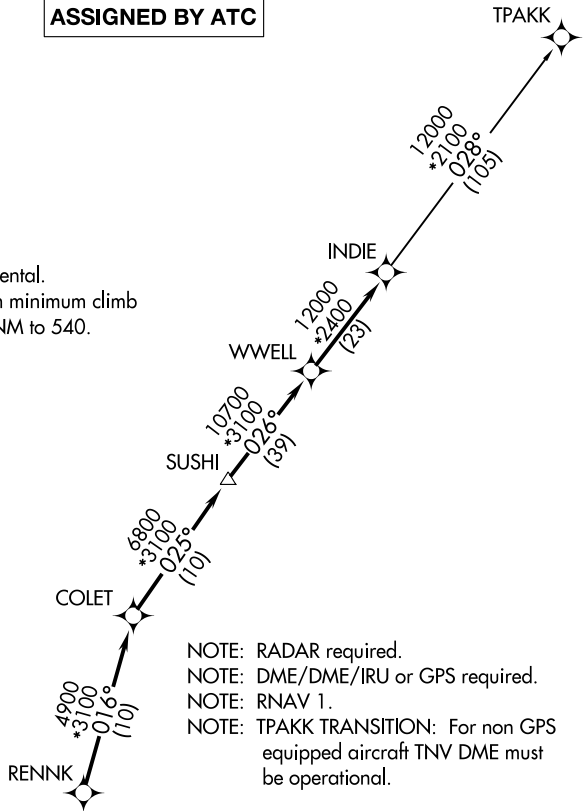 ASSIGNED BY ATC
TPAKK
12000
*2100
028°
(105)
INDIE
ental.
n minimum climb
NM to 540.
12000
*2400
(23)
WWELL
10700
*3100
026°
(39)
SUSHI
6800
*3100
025°
(10)
COLET
NOTE: RADAR required.
NOTE: DME/DME/IRU or GPS required.
NOTE: RNAV 1.
NOTE: TPAKK TRANSITION: For non GPS
equipped aircraft TNV DME must
be operational.
4900
*3100
016°
(10)
RENNK